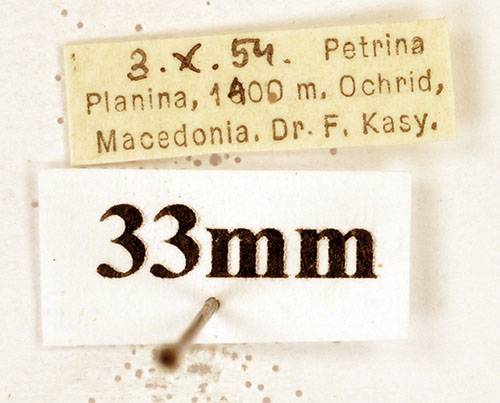 3.X.54. Petrina
Planina, 1400 m. Ochrid,
Macedonia. Dr. F. Kasy.
33mm